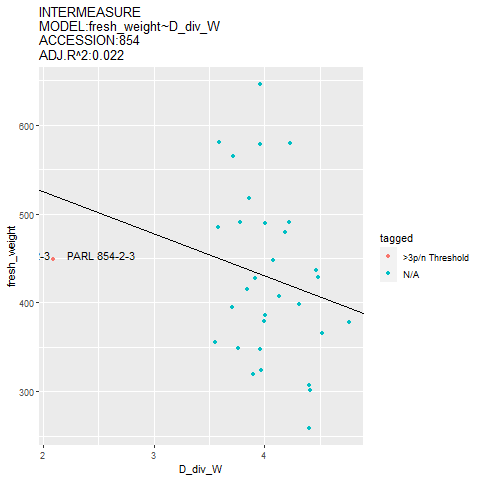 INTERMEASURE
MODEL:fresh_weight~D_div_W
ACCESSION:854
ADJ.R^2:0.022
600
500
400
300
fresh_weight
-3
PARL 854-2-3
2
3
4
D_div_W
tagged
>3p/n Threshold
N/A